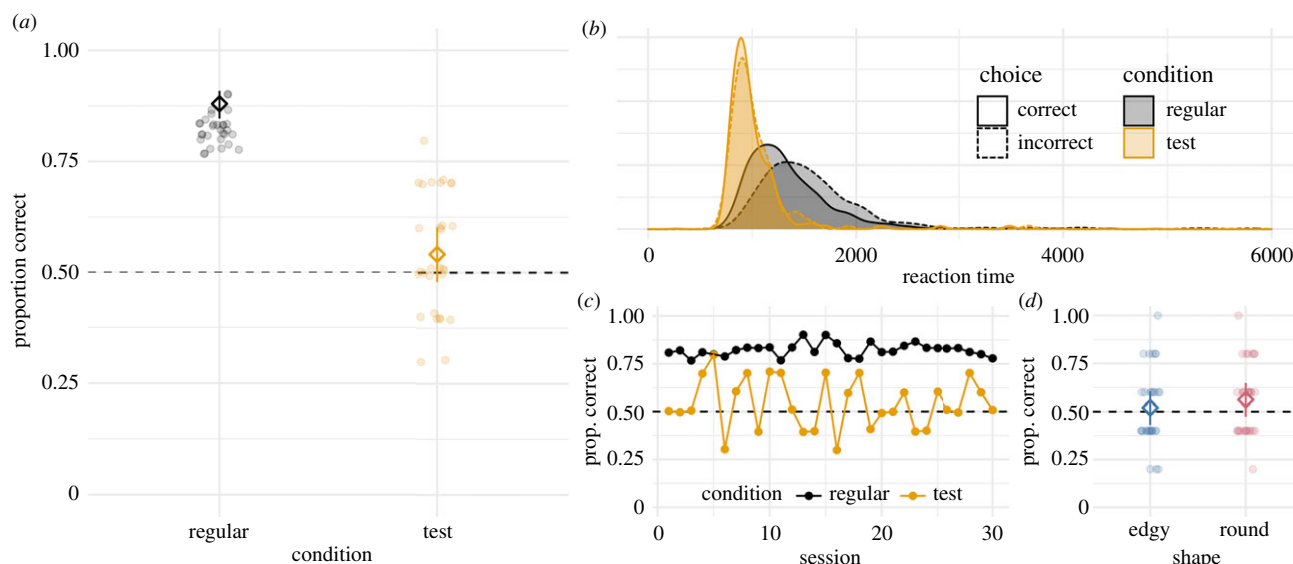 (a)
1.00
0.75
0.50
0.25
0
proportion correct
regular
test
condition
(b)
choice
condition
correct
regular
incorrect
test
0
2000
4000
6000
reaction time
(c)
1.00
0.75
0.50
0.25
0
prop. correct
condition
regular
test
0
10
20
30
session
(d)
1.00
0.75
0.50
0.25
0
prop. correct
edgy
round
shape